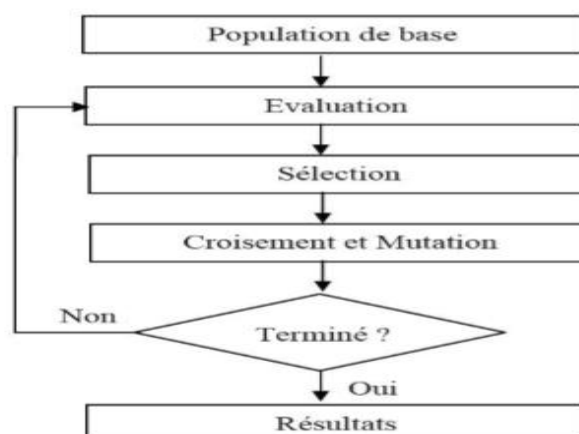 Population de base
Evaluation
Sélection
Croisement et Mutation
Non
Terminé ?
Oui
Résultats